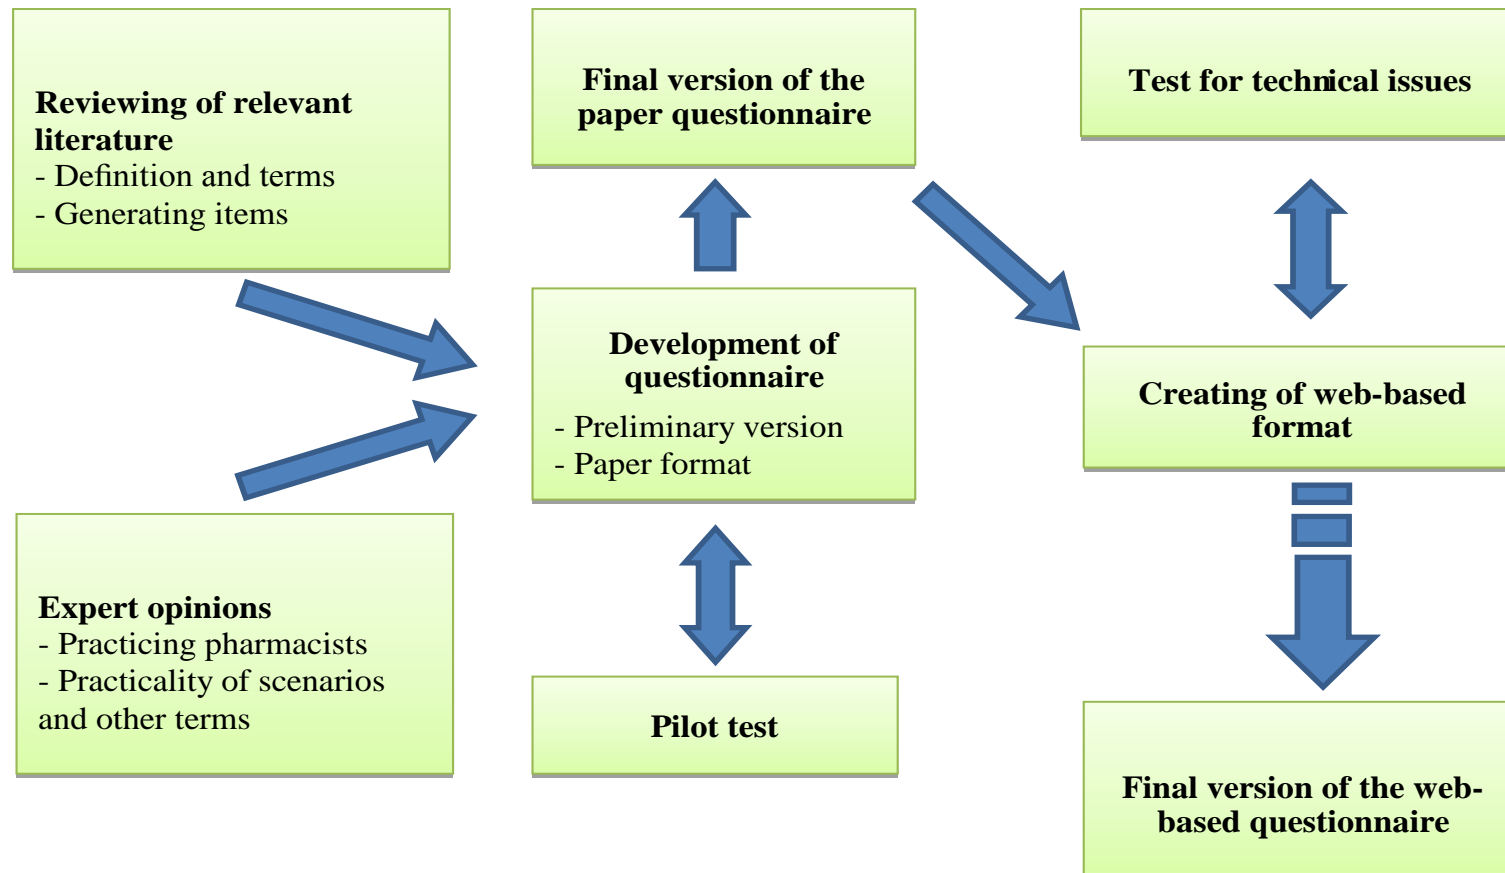 Reviewing of relevant
literature
- Definition and terms
- Generating items
Expert opinions
- Practicing pharmacists
- Practicality of scenarios
and other terms
Final version of the
paper questionnaire
Development of
questionnaire
- Preliminary version
- Paper format
Pilot test
Test for technical issues
Creating of web-based
format
Final version of the web-
based questionnaire